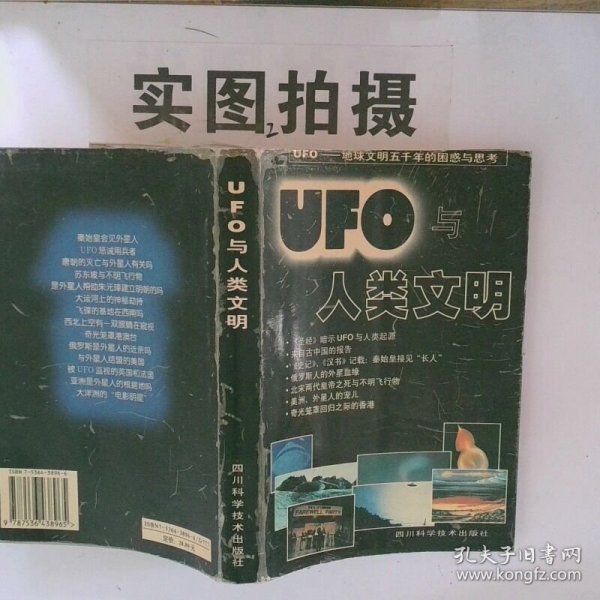 实图拍摄
2
UFO——地球文明五千年的困惑与思考
UFO与
人类文明
·《圣经》暗示UFO与人类起源
·来自古中国的报告
·《史记》、《汉书》记载：秦始皇接见“长人”
·俄罗斯人的外星血缘
·北宋两代皇帝之死与不明飞行物
·美洲、外星人的宠儿
·奇光笼罩回归之际的香港
FAREWELL PARTY
四川科学技术出版社
UFO与人类文明
四川科学技术出版社
秦始皇会见外星人
UFO惩诫用兵者
唐朝的灭亡与外星人有关吗
苏东坡与不明飞行物
是外星人帮助朱元璋建立明朝的吗
大运河上的神秘劫持
飞碟的基地在西南吗
西北上空有一双眼睛在窥视
奇光笼罩港澳台
俄罗斯是外星人的近亲吗
与外星人结盟的美国
被UFO监视的英国和法国
亚洲是外星人的根据地吗
大洋洲的“电影明星”
ISBN 7-5364-3896-6
9 787536 438965
孔夫子旧书网
www.kongfz.com